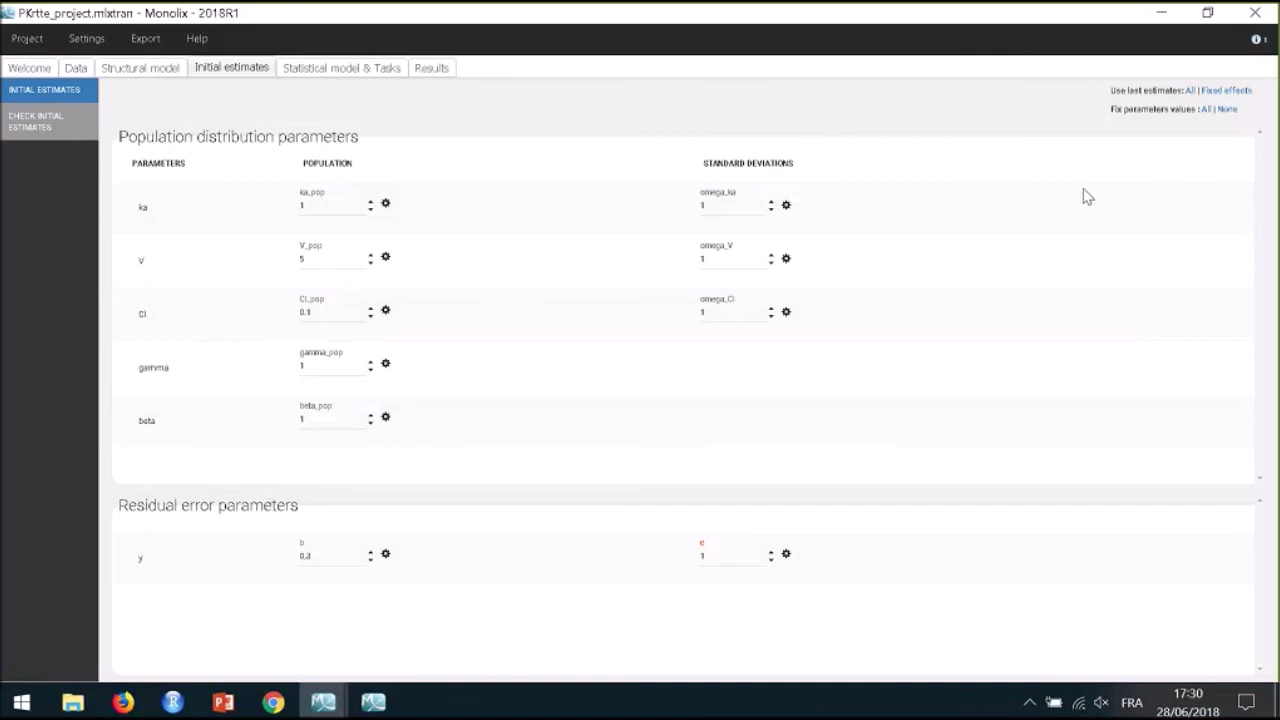 PKrtte_project.mlxtran - Monolix - 2018R1
Project Settings Export Help
1
Welcome Data Structural model Initial estimates Statistical model & Tasks Results
INITIAL ESTIMATES
CHECK INITIAL
ESTIMATES
Use last estimates: All | Fixed effects
Fix parameters values : All | None
Population distribution parameters
PARAMETERS POPULATION STANDARD DEVIATIONS
ka_pop omega_ka
ka 1 1
V_pop omega_V
V 5 1
Cl_pop omega_Cl
Cl 0.1 1
gamma_pop
gamma 1
beta_pop
beta 1
Residual error parameters
b c
y 0.3 1
FRA
17:30
28/06/2018